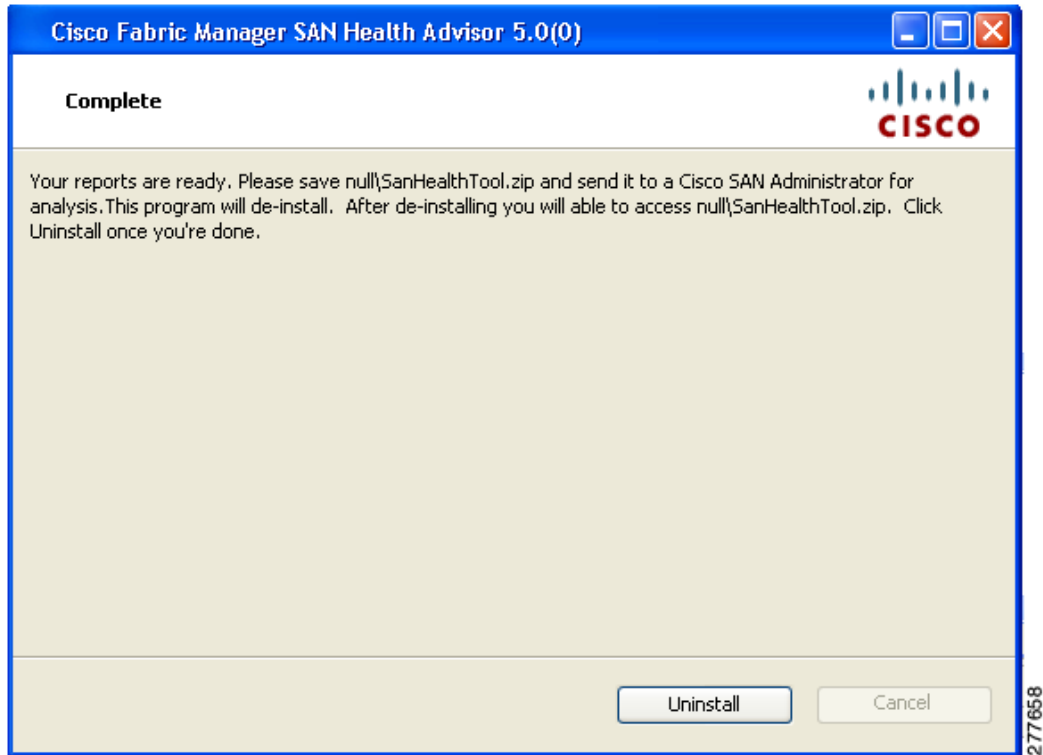 Cisco Fabric Manager SAN Health Advisor 5.0(0)
Complete
CISCO
Your reports are ready. Please save null\SanHealthTool.zip and send it to a Cisco SAN Administrator for
analysis.This program will de-install.  After de-installing you will able to access null\SanHealthTool.zip.  Click
Uninstall once you're done.
Uninstall
Cancel
277658